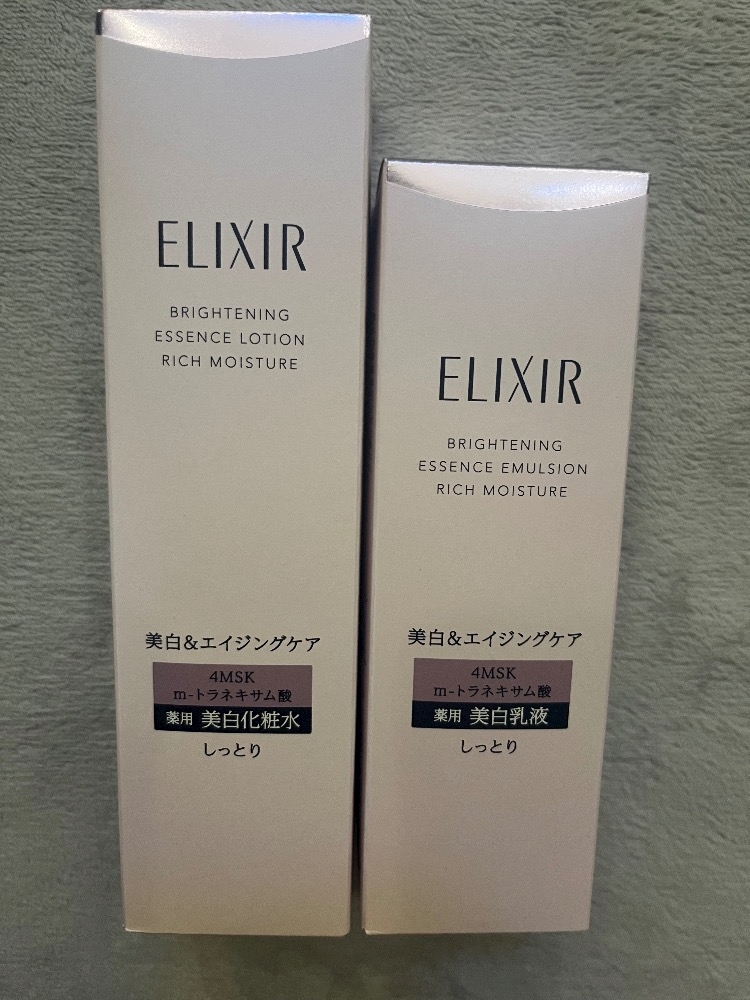 ELIXIR
BRIGHTENING
ESSENCE LOTION
RICH MOISTURE
美白&エイジングケア
4MSK
m-トラネキサム酸
薬用 美白化粧水
しっとり
ELIXIR
BRIGHTENING
ESSENCE EMULSION
RICH MOISTURE
美白&エイジングケア
4MSK
m-トラネキサム酸
薬用 美白乳液
しっとり